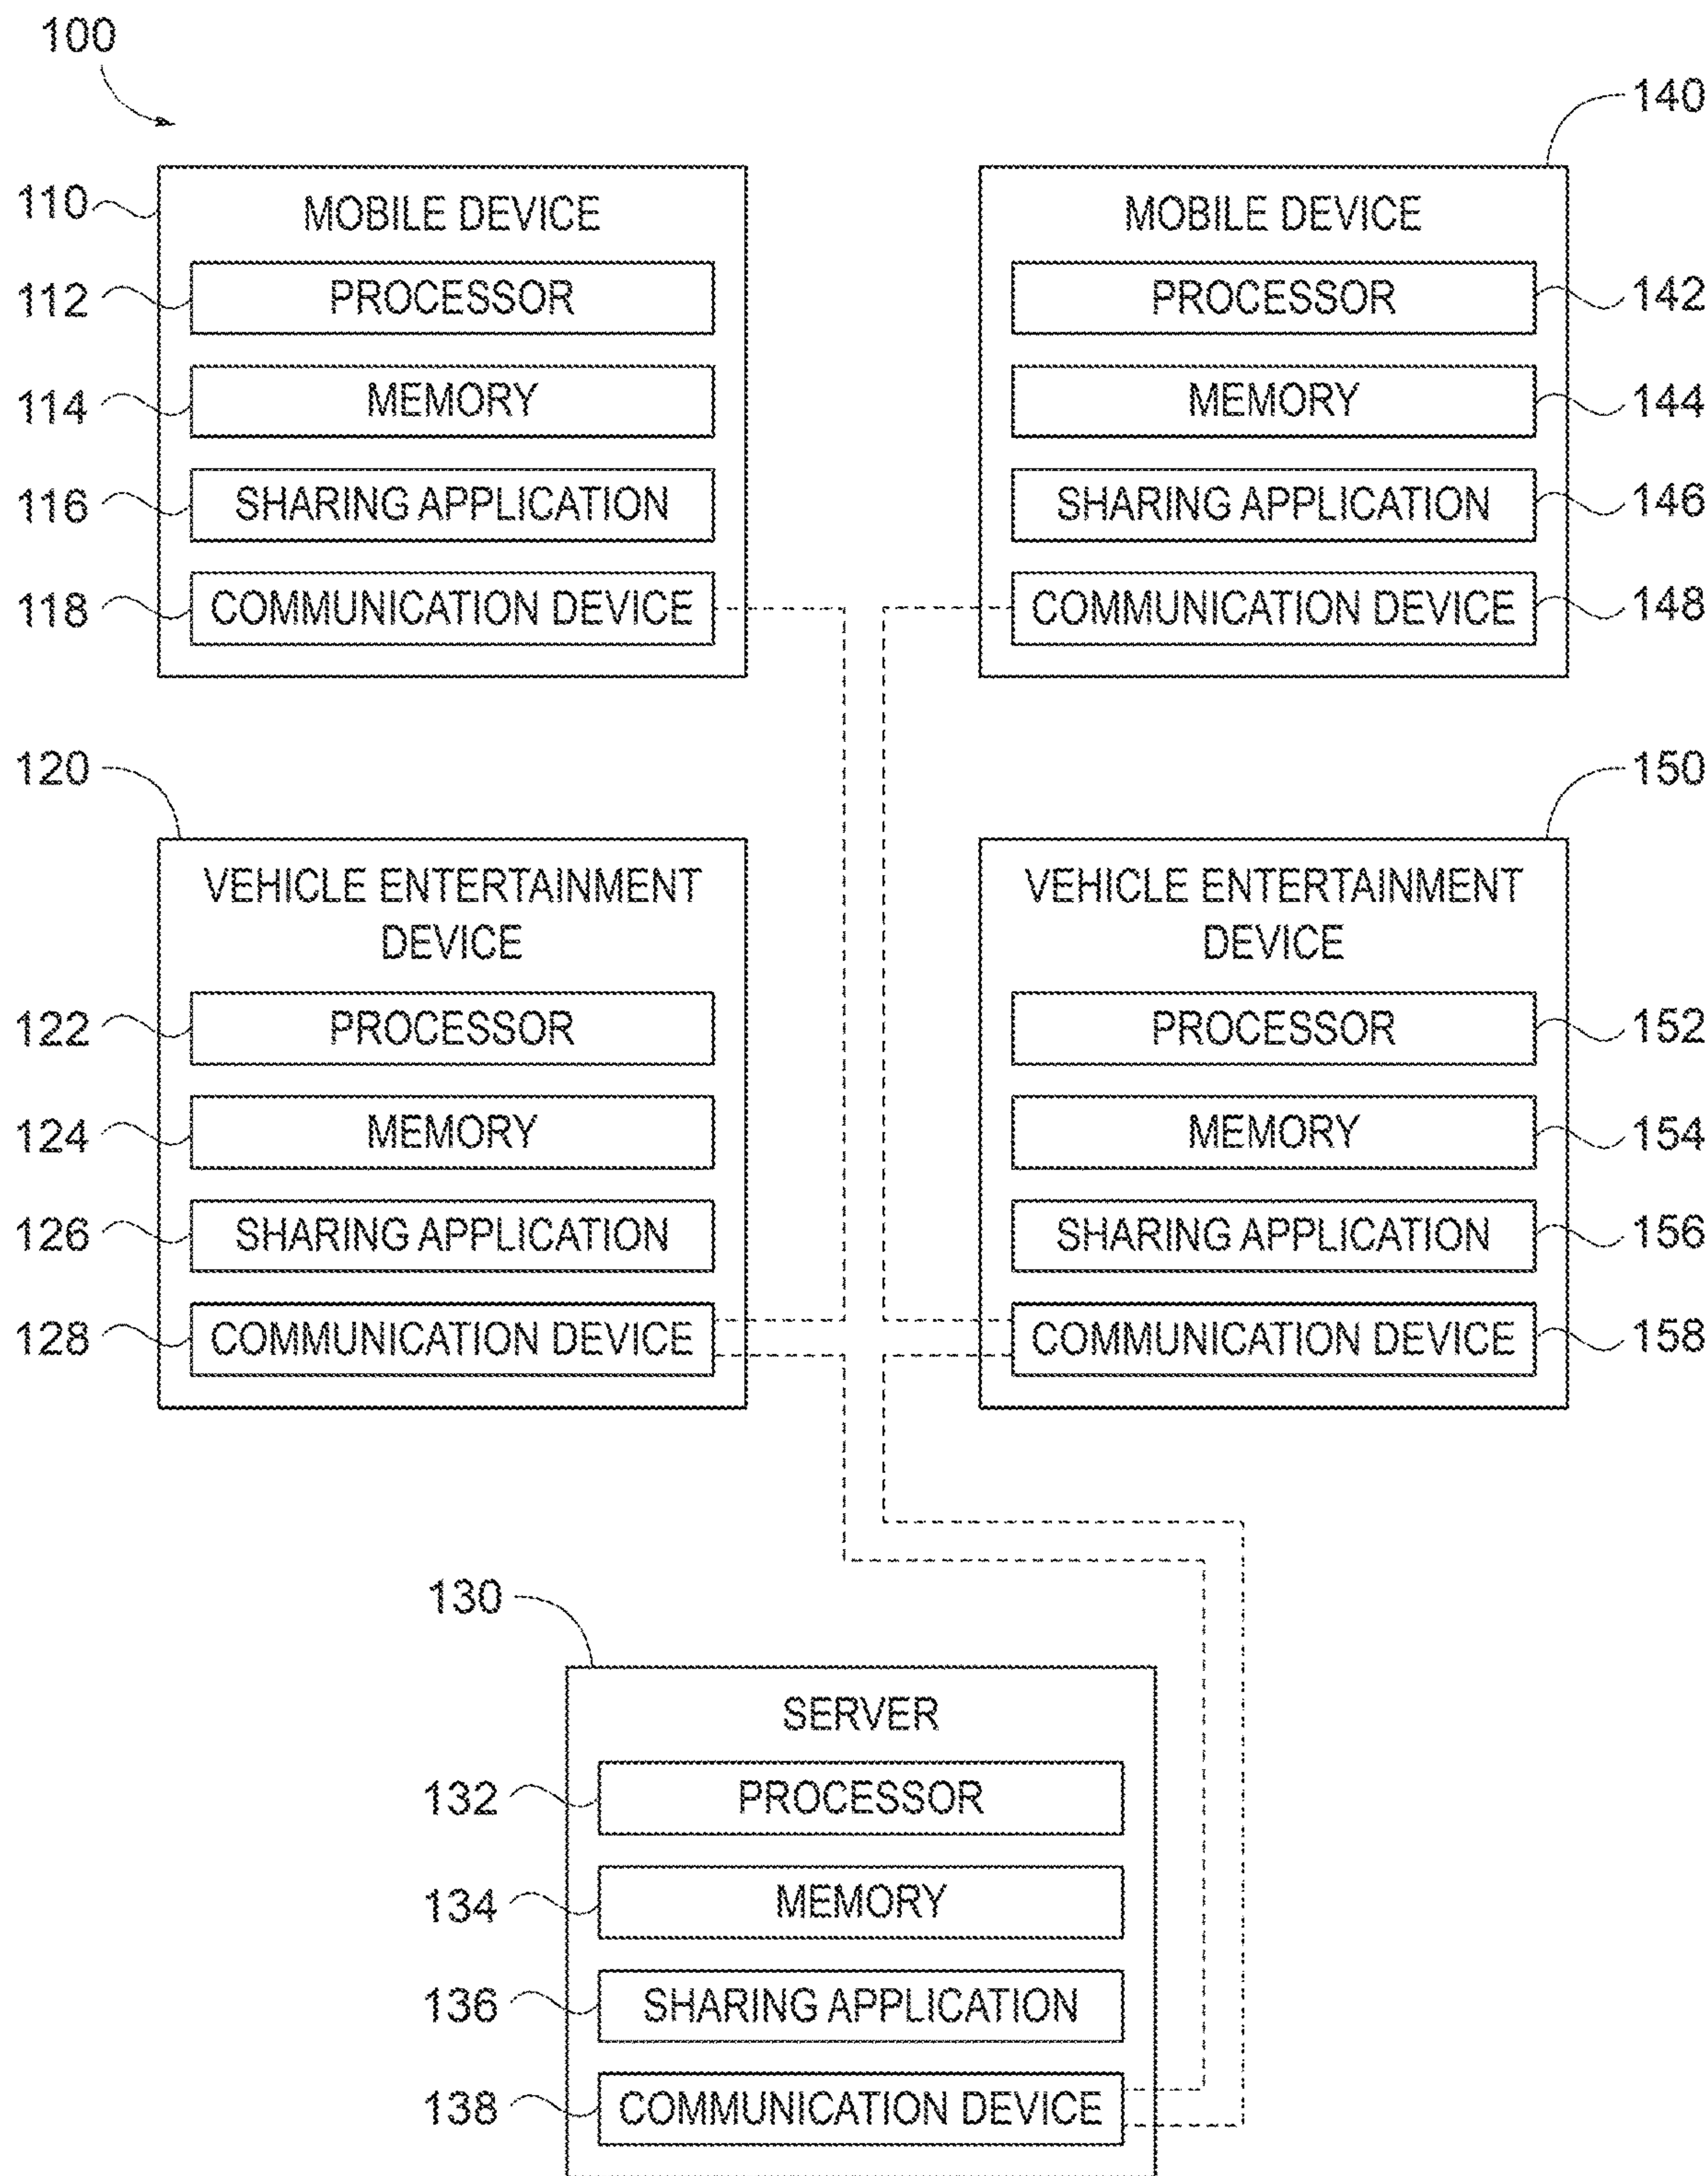 100
140
110 MOBILE DEVICE
MOBILE DEVICE
112 PROCESSOR
PROCESSOR 142
114 MEMORY
MEMORY 144
116 SHARING APPLICATION
SHARING APPLICATION 146
118 COMMUNICATION DEVICE
COMMUNICATION DEVICE 148
120
150
VEHICLE ENTERTAINMENT
DEVICE
VEHICLE ENTERTAINMENT
DEVICE
122 PROCESSOR
PROCESSOR 152
124 MEMORY
MEMORY 154
126 SHARING APPLICATION
SHARING APPLICATION 156
128 COMMUNICATION DEVICE
COMMUNICATION DEVICE 158
130
SERVER
132 PROCESSOR
134 MEMORY
136 SHARING APPLICATION
138 COMMUNICATION DEVICE